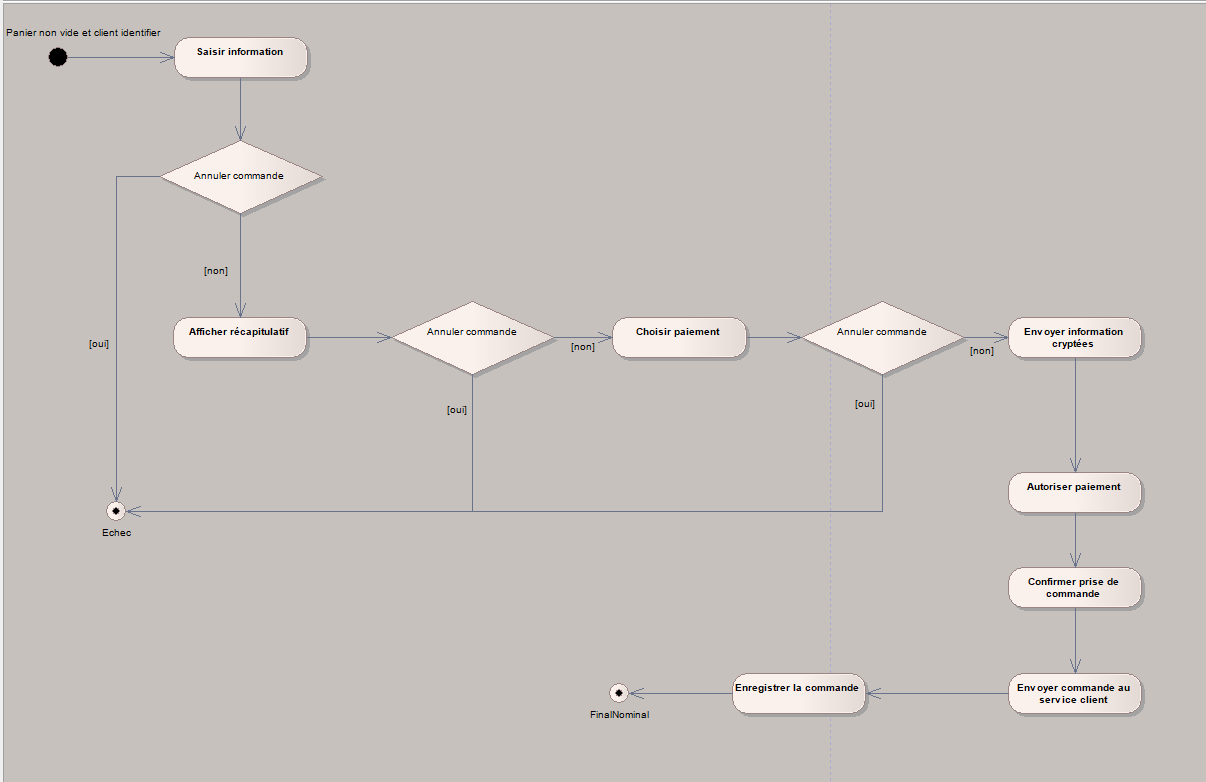 Panier non vide et client identifier
Saisir information
Annuler commande
[non]
[oui]
Afficher récapitulatif
Annuler commande
[non]
[oui]
Choisir paiement
Annuler commande
[non]
[oui]
Envoyer information
cryptées
Autoriser paiement
Echec
Confirmer prise de
commande
Envoyer commande au
service client
Enregistrer la commande
FinalNominal